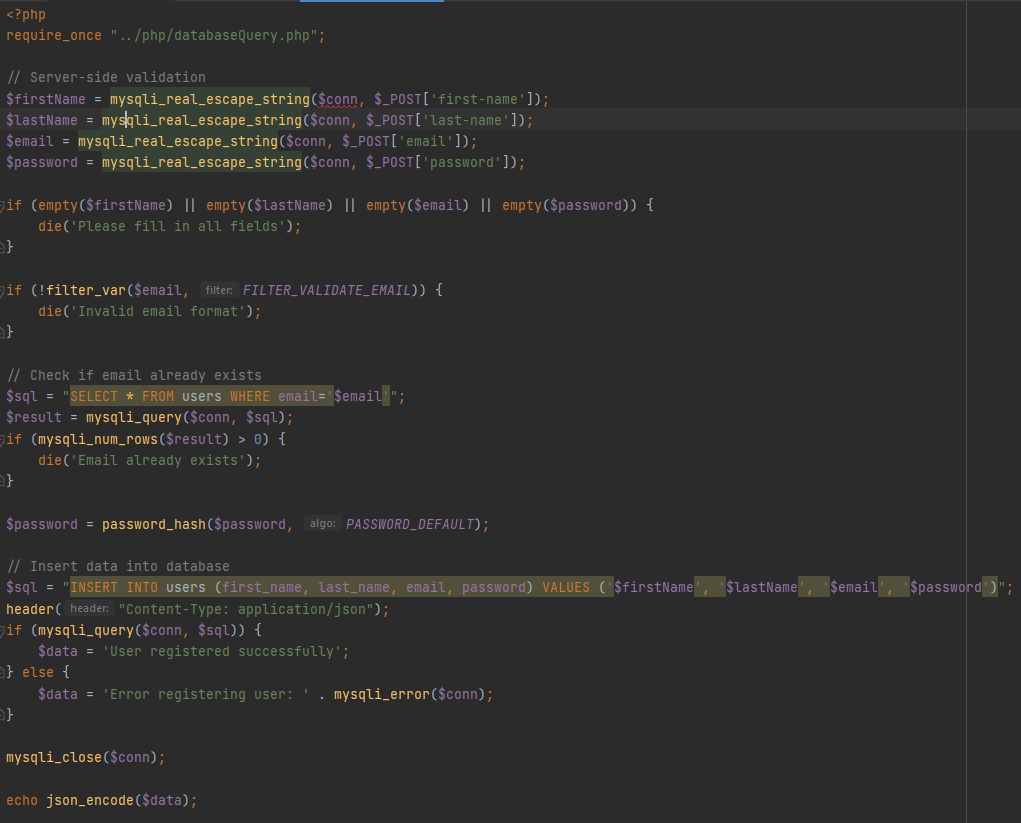 <?php
require_once "../php/databaseQuery.php";
// Server-side validation
$firstName = mysqli_real_escape_string($conn, $_POST['first-name']);
$lastName = mysqli_real_escape_string($conn, $_POST['last-name']);
$email = mysqli_real_escape_string($conn, $_POST['email']);
$password = mysqli_real_escape_string($conn, $_POST['password']);
if (empty($firstName) || empty($lastName) || empty($email) || empty($password)) {
    die('Please fill in all fields');
}
if (!filter_var($email, filter: FILTER_VALIDATE_EMAIL)) {
    die('Invalid email format');
}
// Check if email already exists
$sql = "SELECT * FROM users WHERE email='$email'";
$result = mysqli_query($conn, $sql);
if (mysqli_num_rows($result) > 0) {
    die('Email already exists');
}
$password = password_hash($password, algo: PASSWORD_DEFAULT);
// Insert data into database
$sql = "INSERT INTO users (first_name, last_name, email, password) VALUES ('$firstName', '$lastName', '$email', '$password')";
header( header: "Content-Type: application/json");
if (mysqli_query($conn, $sql)) {
    $data = 'User registered successfully';
} else {
    $data = 'Error registering user: ' . mysqli_error($conn);
}
mysqli_close($conn);
echo json_encode($data);